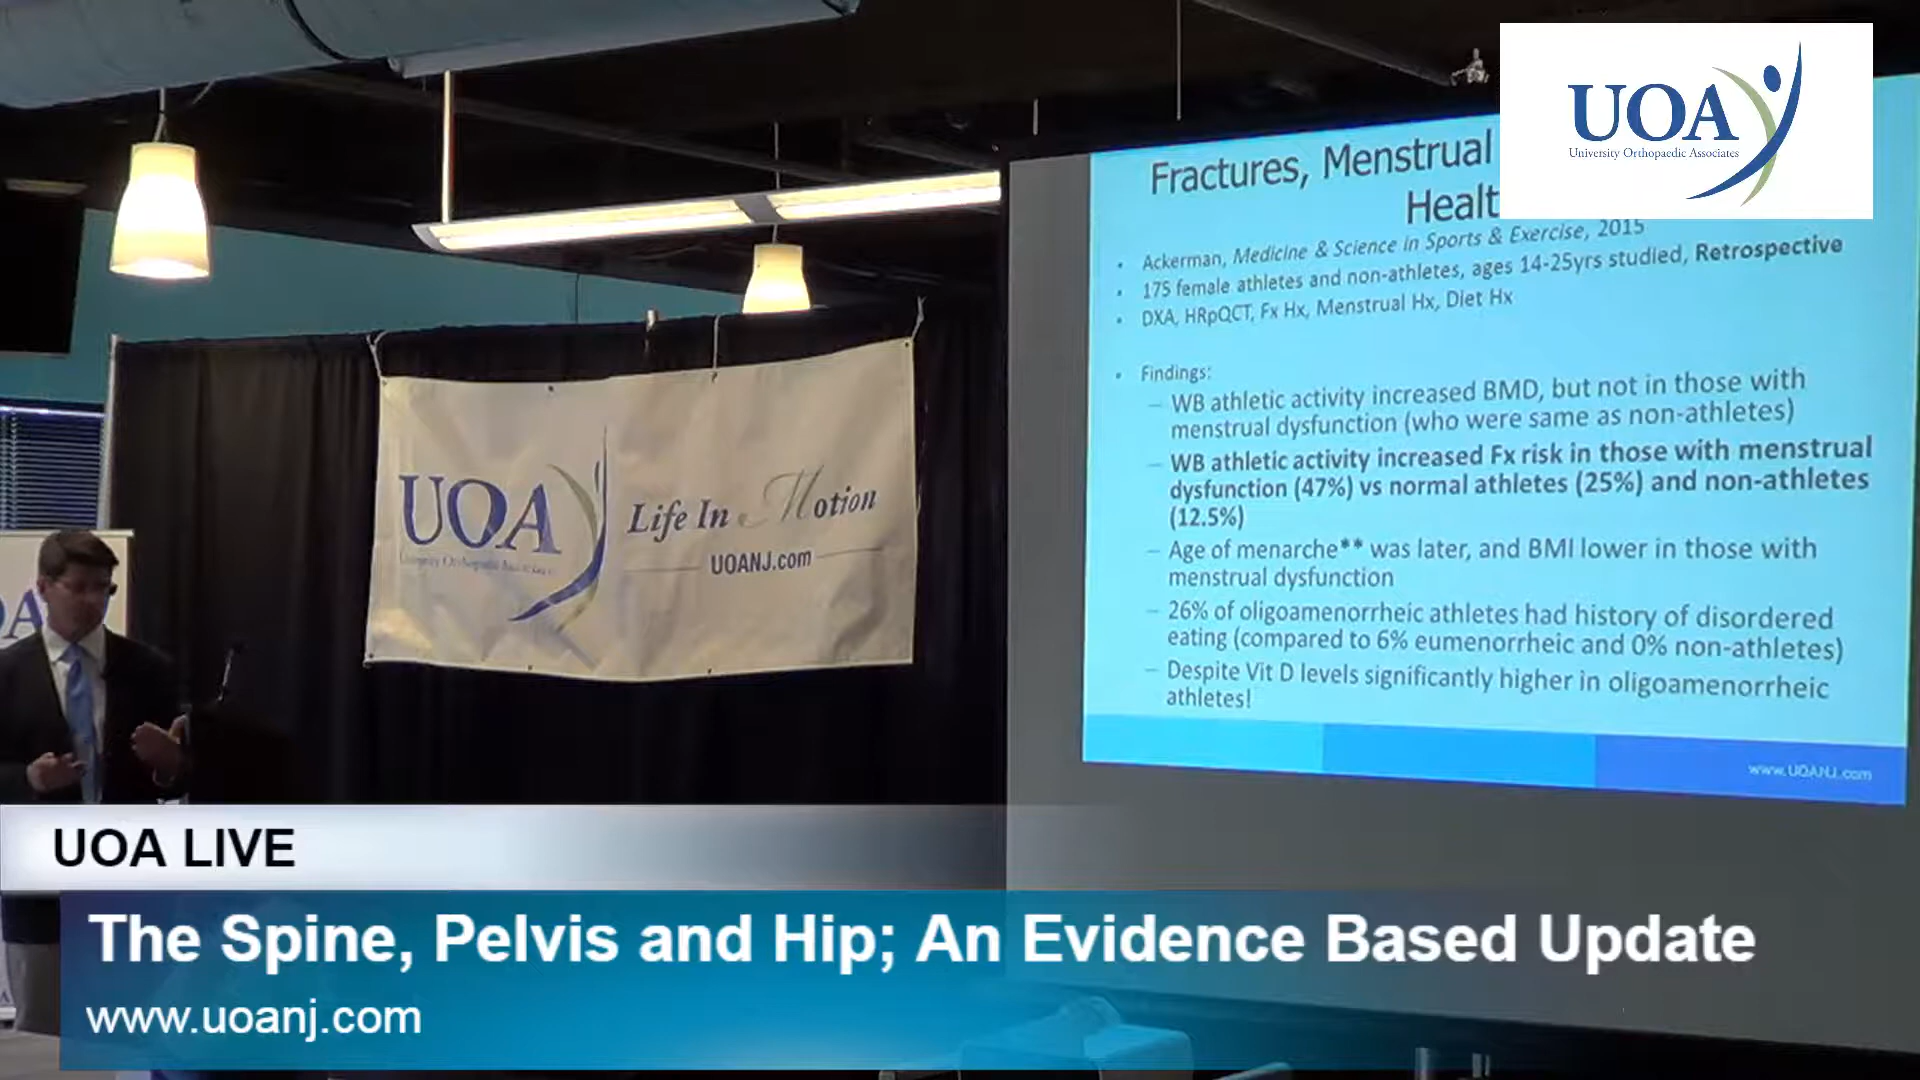 UOA
University Orthopaedic Associates
Fractures, Menstrual
Healt
• Ackerman, Medicine & Science in Sports & Exercise, 2015
• 175 female athletes and non-athletes, ages 14-25yrs studied, Retrospective
• DXA, HRpQCT, Fx Hx, Menstrual Hx, Diet Hx
• Findings:
– WB athletic activity increased BMD, but not in those with
menstrual dysfunction (who were same as non-athletes)
– WB athletic activity increased Fx risk in those with menstrual
dysfunction (47%) vs normal athletes (25%) and non-athletes
(12.5%)
– Age of menarche** was later, and BMI lower in those with
menstrual dysfunction
– 26% of oligoamenorrheic athletes had history of disordered
eating (compared to 6% eumenorrheic and 0% non-athletes)
– Despite Vit D levels significantly higher in oligoamenorrheic
athletes!
www.UOANJ.com
UOA
University Orthopaedic Associates
Life In Motion
UOANJ.com
OA
UOA LIVE
The Spine, Pelvis and Hip; An Evidence Based Update
www.uoanj.com